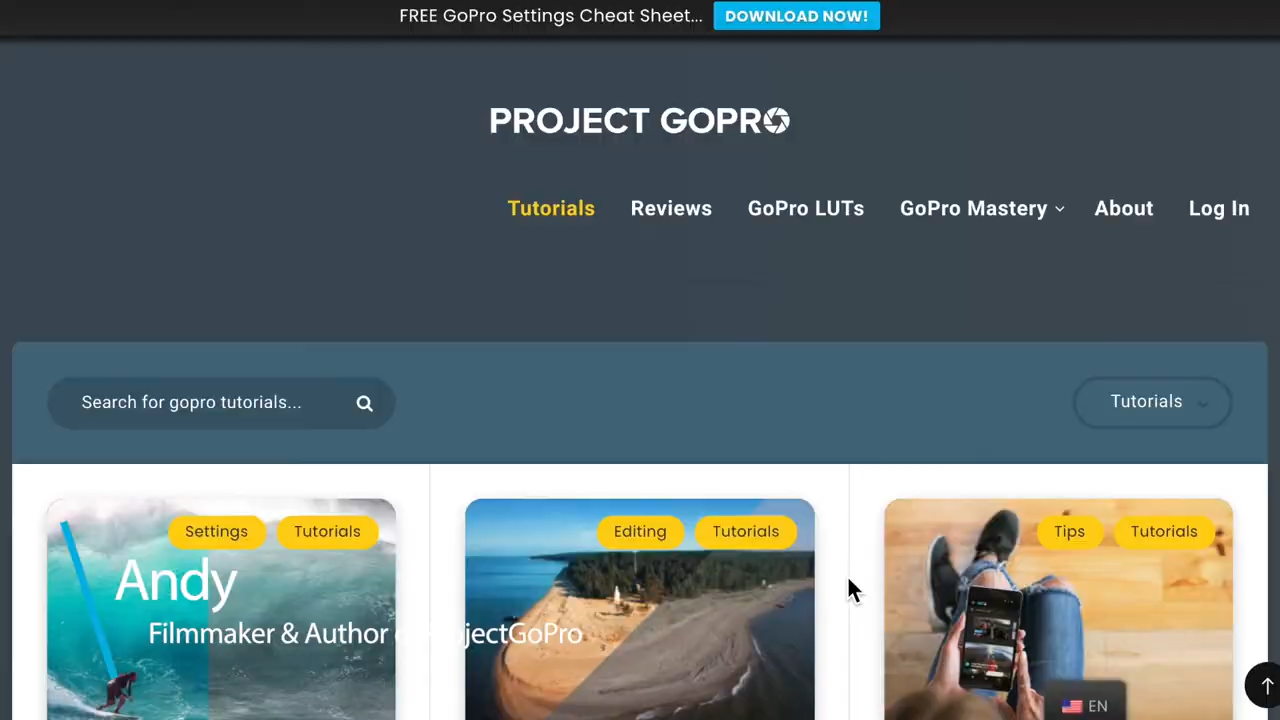 FREE GoPro Settings Cheat Sheet... DOWNLOAD NOW!
PROJECT GOPRO
Tutorials Reviews GoPro LUTs GoPro Mastery About Log In
Search for gopro tutorials... Tutorials
Settings Tutorials Editing Tutorials Tips Tutorials
Andy
Filmmaker & Author jectGoPro
EN